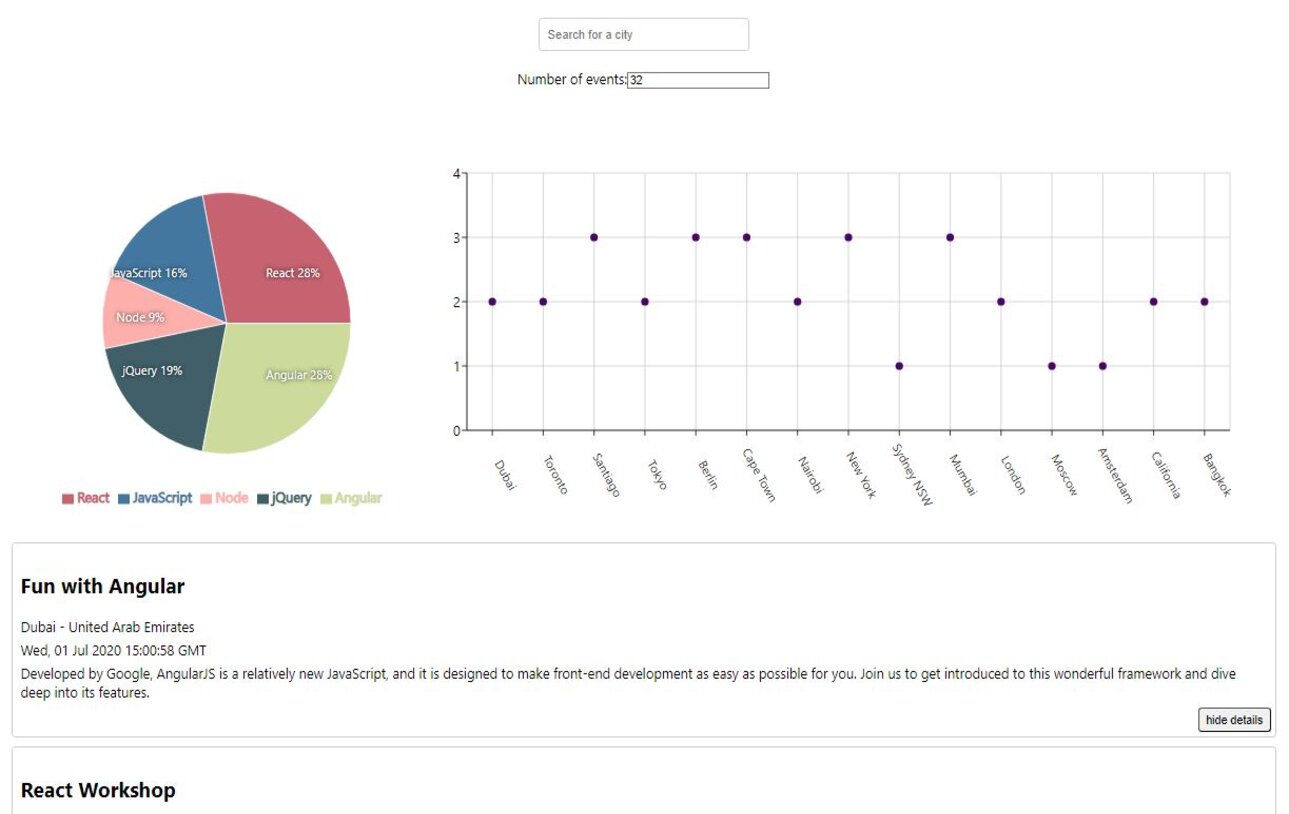 Search for a city
Number of events:32
JavaScript 16%
React 28%
Node 9%
jQuery 19%
Angular 28%
React JavaScript Node jQuery Angular
4
3
2
1
0
Dubai
Toronto
Santiago
Tokyo
Berlin
Cape Town
Nairobi
New York
Sydney NSW
Mumbai
London
Moscow
Amsterdam
California
Bangkok
Fun with Angular
Dubai - United Arab Emirates
Wed, 01 Jul 2020 15:00:58 GMT
Developed by Google, AngularJS is a relatively new JavaScript, and it is designed to make front-end development as easy as possible for you. Join us to get introduced to this wonderful framework and dive
deep into its features.
hide details
React Workshop